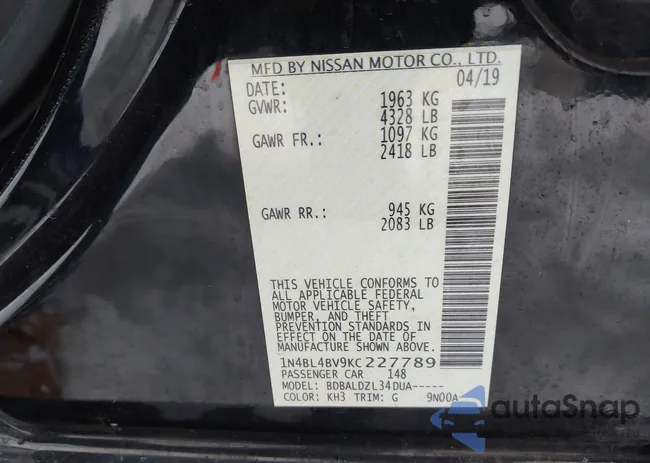 MFD BY NISSAN MOTOR CO., LTD.
DATE: 04/19
GVWR: 1963 KG
4328 LB
GAWR FR.: 1097 KG
2418 LB
GAWR RR.: 945 KG
2083 LB
THIS VEHICLE CONFORMS TO
ALL APPLICABLE FEDERAL
MOTOR VEHICLE SAFETY,
BUMPER, AND THEFT
PREVENTION STANDARDS IN
EFFECT ON THE DATE OF
MANUFACTURE SHOWN ABOVE.
1N4BL4BV9KC227789
PASSENGER CAR 148
MODEL: BDBALDZL34DUA-----
COLOR: KH3 TRIM: G 9N00A
autoSnap